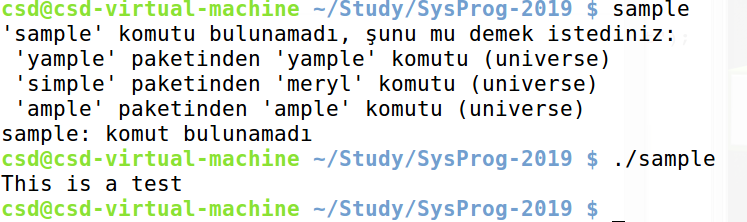 csd@csd-virtual-machine ~/Study/SysProg-2019 $ sample
'sample' komutu bulunamadı, şunu mu demek istediniz:
 'yample' paketinden 'yample' komutu (universe)
 'simple' paketinden 'meryl' komutu (universe)
 'ample' paketinden 'ample' komutu (universe)
sample: komut bulunamadı
csd@csd-virtual-machine ~/Study/SysProg-2019 $ ./sample
This is a test
csd@csd-virtual-machine ~/Study/SysProg-2019 $